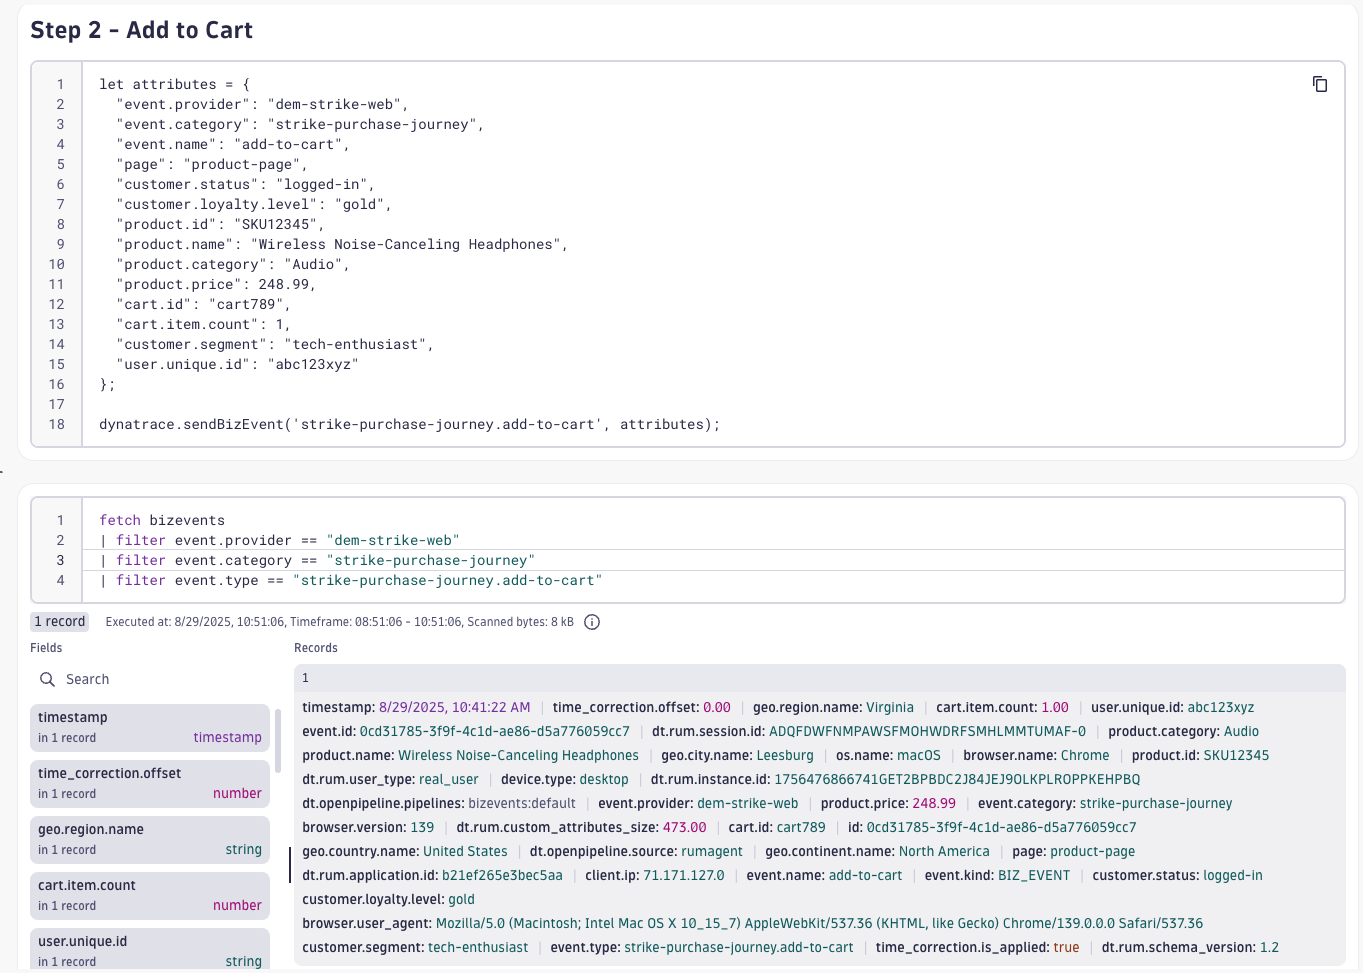 Step 2 - Add to Cart
1 let attributes = {
2 "event.provider": "dem-strike-web",
3 "event.category": "strike-purchase-journey",
4 "event.name": "add-to-cart",
5 "page": "product-page",
6 "customer.status": "logged-in",
7 "customer.loyalty.level": "gold",
8 "product.id": "SKU12345",
9 "product.name": "Wireless Noise-Canceling Headphones",
10 "product.category": "Audio",
11 "product.price": 248.99,
12 "cart.id": "cart789",
13 "cart.item.count": 1,
14 "customer.segment": "tech-enthusiast",
15 "user.unique.id": "abc123xyz"
16 };
17
18 dynatrace.sendBizEvent('strike-purchase-journey.add-to-cart', attributes);
1 fetch bizevents
2 | filter event.provider == "dem-strike-web"
3 | filter event.category == "strike-purchase-journey"
4 | filter event.type == "strike-purchase-journey.add-to-cart"
1 record Executed at: 8/29/2025, 10:51:06, Timeframe: 08:51:06 - 10:51:06, Scanned bytes: 8 kB
Fields
Search
timestamp
in 1 record timestamp
time_correction.offset
in 1 record number
geo.region.name
in 1 record string
cart.item.count
in 1 record number
user.unique.id
in 1 record string
Records
1
timestamp: 8/29/2025, 10:41:22 AM | time_correction.offset: 0.00 | geo.region.name: Virginia | cart.item.count: 1.00 | user.unique.id: abc123xyz
event.id: 0cd31785-3f9f-4c1d-ae86-d5a776059cc7 | dt.rum.session.id: ADQFDWFNMPAWSFMOHWDRFSMHLMMTUMAF-0 | product.category: Audio
product.name: Wireless Noise-Canceling Headphones | geo.city.name: Leesburg | os.name: macOS | browser.name: Chrome | product.id: SKU12345
dt.rum.user_type: real_user | device.type: desktop | dt.rum.instance.id: 1756476866741GET2BPBDC2J84JEJ9OLKPLROPPKEHPBQ
dt.openpipeline.pipelines: bizevents:default | event.provider: dem-strike-web | product.price: 248.99 | event.category: strike-purchase-journey
browser.version: 139 | dt.rum.custom_attributes_size: 473.00 | cart.id: cart789 | id: 0cd31785-3f9f-4c1d-ae86-d5a776059cc7
geo.country.name: United States | dt.openpipeline.source: rumagent | geo.continent.name: North America | page: product-page
dt.rum.application.id: b21ef265e3bec5aa | client.ip: 71.171.127.0 | event.name: add-to-cart | event.kind: BIZ_EVENT | customer.status: logged-in
customer.loyalty.level: gold
browser.user_agent: Mozilla/5.0 (Macintosh; Intel Mac OS X 10_15_7) AppleWebKit/537.36 (KHTML, like Gecko) Chrome/139.0.0.0 Safari/537.36
customer.segment: tech-enthusiast | event.type: strike-purchase-journey.add-to-cart | time_correction.is_applied: true | dt.rum.schema_version: 1.2